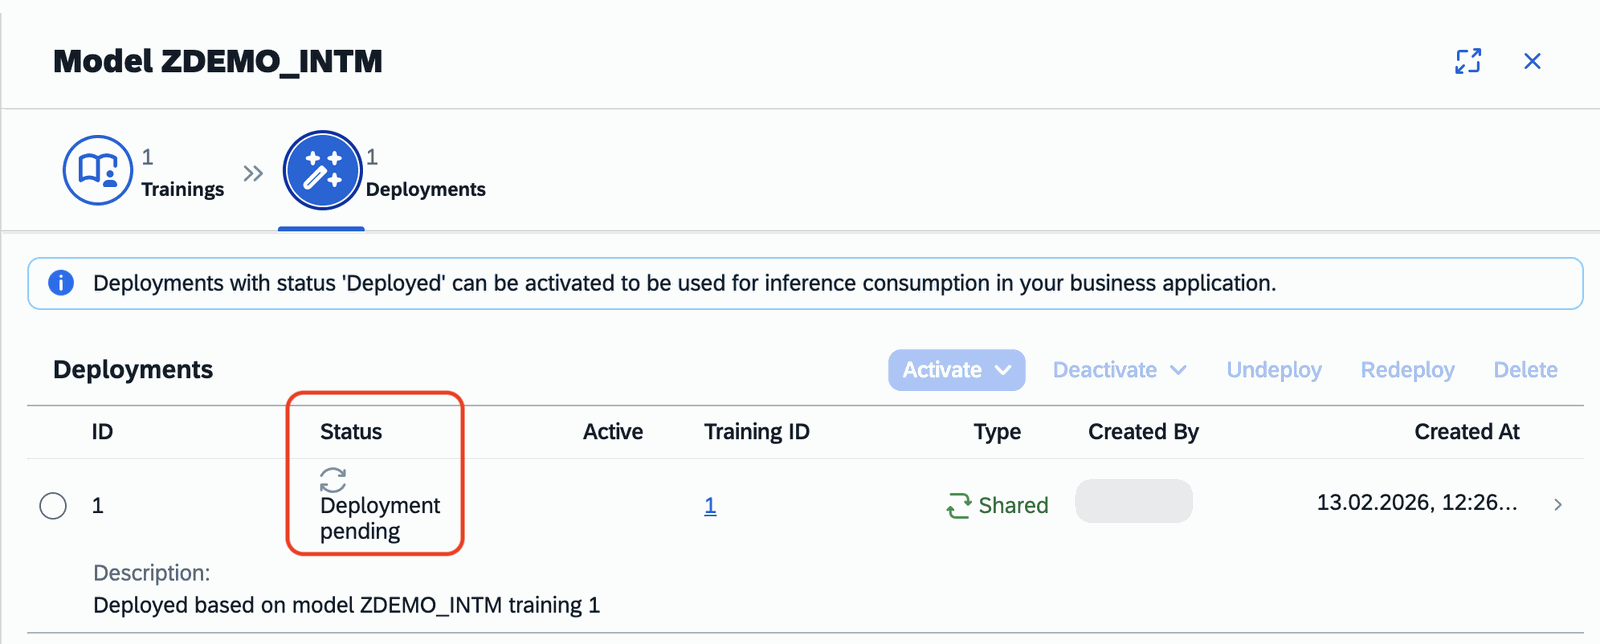 Model ZDEMO_INTM
1
Trainings
1
Deployments
Deployments with status 'Deployed' can be activated to be used for inference consumption in your business application.
Deployments
Activate
Deactivate
Undeploy
Redeploy
Delete
ID
Status
Active
Training ID
Type
Created By
Created At
1
Deployment
pending
1
Shared
13.02.2026, 12:26...
Description:
Deployed based on model ZDEMO_INTM training 1